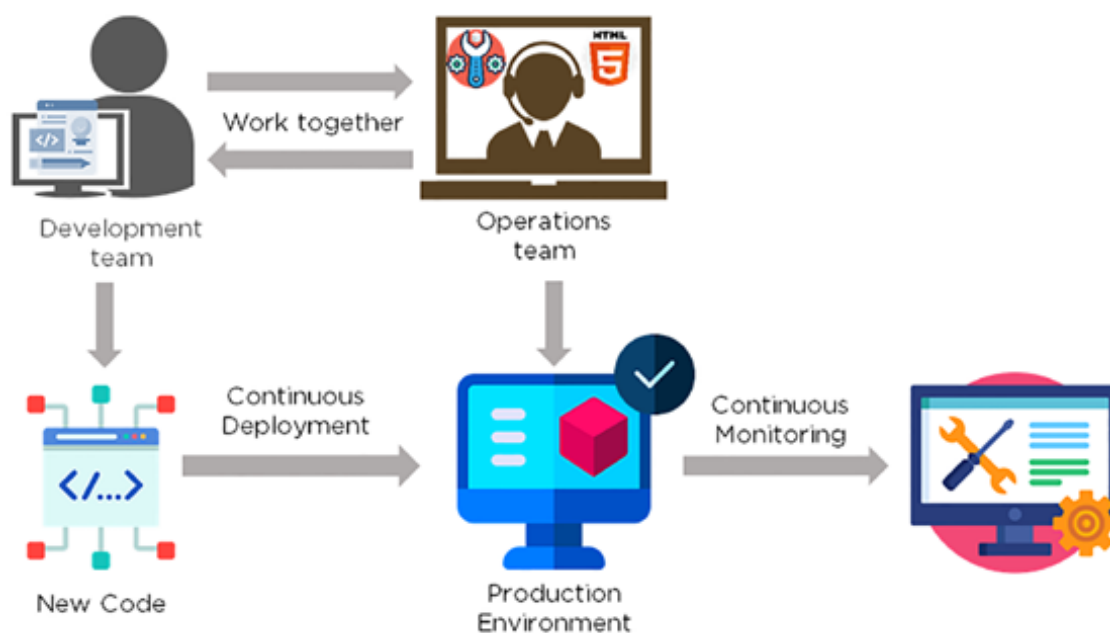 HTML
5
Work together
Development
team
Operations
team
</>
Continuous
Deployment
Continuous
Monitoring
</...>
New Code
Production
Environment